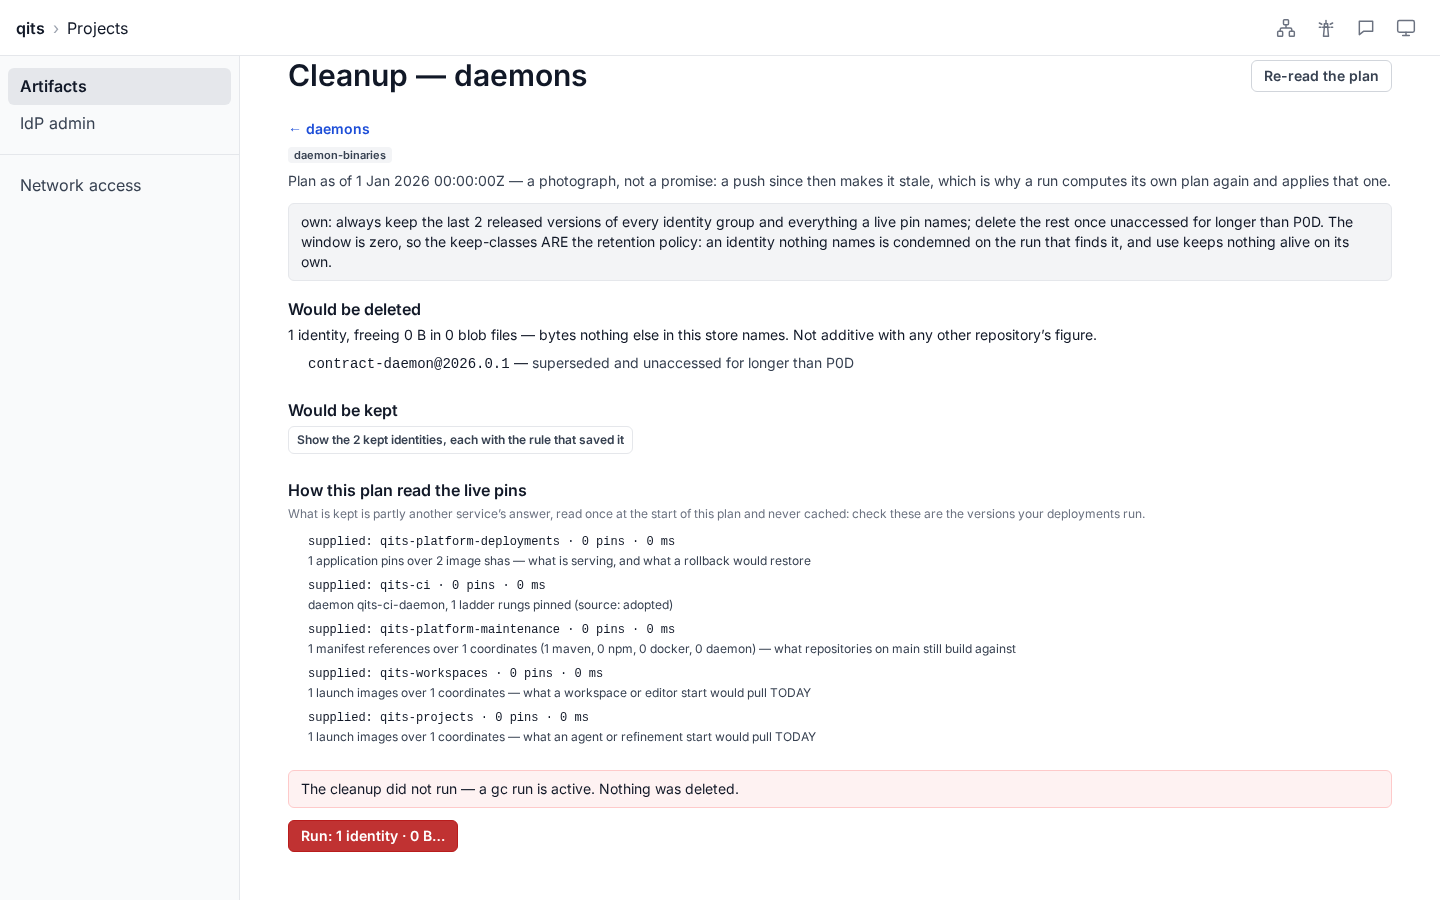 qits › Projects
Artifacts
IdP admin
Network access
Cleanup — daemons
Re-read the plan
← daemons
daemon-binaries
Plan as of 1 Jan 2026 00:00:00Z — a photograph, not a promise: a push since then makes it stale, which is why a run computes its own plan again and applies that one.
own: always keep the last 2 released versions of every identity group and everything a live pin names; delete the rest once unaccessed for longer than P0D. The
window is zero, so the keep-classes ARE the retention policy: an identity nothing names is condemned on the run that finds it, and use keeps nothing alive on its
own.
Would be deleted
1 identity, freeing 0 B in 0 blob files — bytes nothing else in this store names. Not additive with any other repository’s figure.
contract-daemon@2026.0.1 — superseded and unaccessed for longer than P0D
Would be kept
Show the 2 kept identities, each with the rule that saved it
How this plan read the live pins
What is kept is partly another service’s answer, read once at the start of this plan and never cached: check these are the versions your deployments run.
supplied: qits-platform-deployments · 0 pins · 0 ms
1 application pins over 2 image shas — what is serving, and what a rollback would restore
supplied: qits-ci · 0 pins · 0 ms
daemon qits-ci-daemon, 1 ladder rungs pinned (source: adopted)
supplied: qits-platform-maintenance · 0 pins · 0 ms
1 manifest references over 1 coordinates (1 maven, 0 npm, 0 docker, 0 daemon) — what repositories on main still build against
supplied: qits-workspaces · 0 pins · 0 ms
1 launch images over 1 coordinates — what a workspace or editor start would pull TODAY
supplied: qits-projects · 0 pins · 0 ms
1 launch images over 1 coordinates — what an agent or refinement start would pull TODAY
The cleanup did not run — a gc run is active. Nothing was deleted.
Run: 1 identity · 0 B…